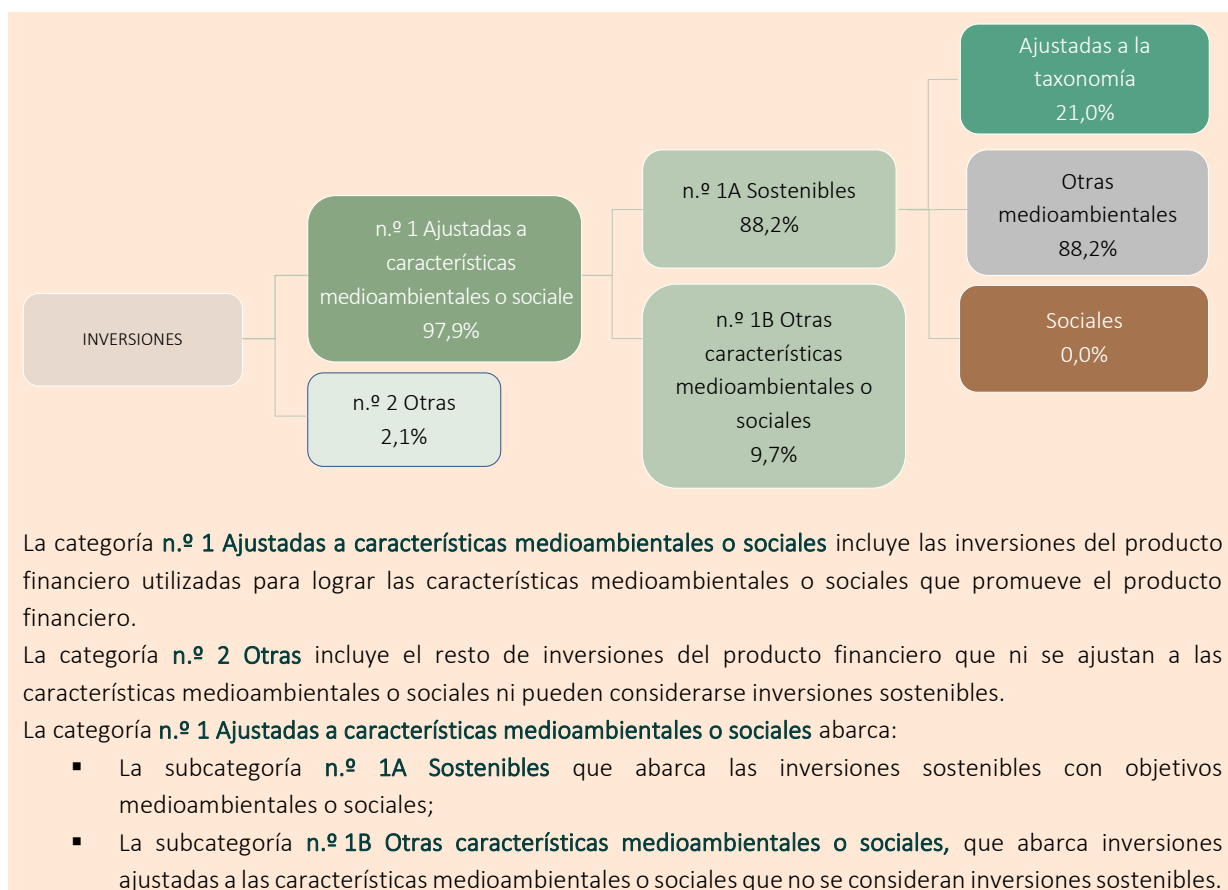 INVERSIONES
n.º 1 Ajustadas a
características
medioambientales o sociale
97,9%
n.º 2 Otras
2,1%
n.º 1A Sostenibles
88,2%
n.º 1B Otras
características
medioambientales o
sociales
9,7%
Ajustadas a la
taxonomía
21,0%
Otras
medioambientales
88,2%
Sociales
0,0%
La categoría n.º 1 Ajustadas a características medioambientales o sociales incluye las inversiones del producto
financiero utilizadas para lograr las características medioambientales o sociales que promueve el producto
financiero.
La categoría n.º 2 Otras incluye el resto de inversiones del producto financiero que ni se ajustan a las
características medioambientales o sociales ni pueden considerarse inversiones sostenibles.
La categoría n.º 1 Ajustadas a características medioambientales o sociales abarca:
▪ La subcategoría n.º 1A Sostenibles que abarca las inversiones sostenibles con objetivos
medioambientales o sociales;
▪ La subcategoría n.º 1B Otras características medioambientales o sociales, que abarca inversiones
ajustadas a las características medioambientales o sociales que no se consideran inversiones sostenibles.